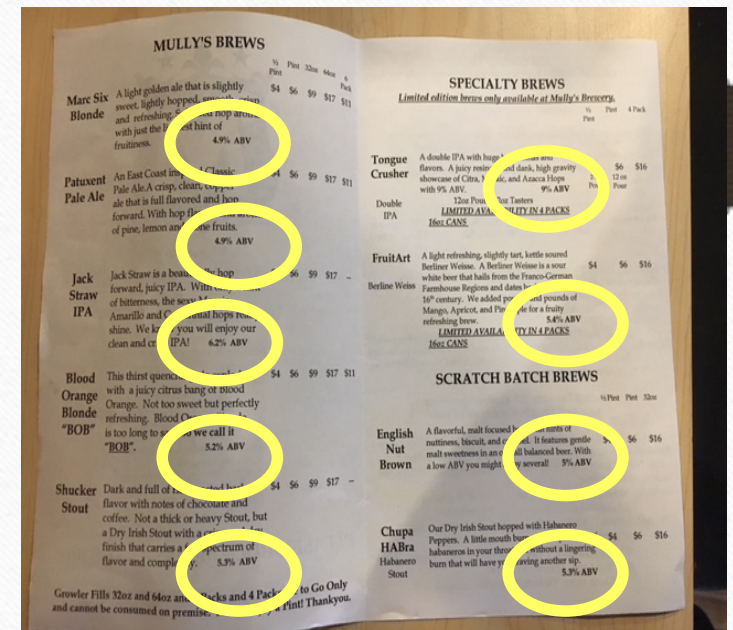 MULLY'S BREWS
½ Pint Pint 32oz 64oz 6 Pack
Marc Six Blonde
A light golden ale that is slightly $4 $6 $9 $17 $11
sweet, lightly hopped, crisp
and refreshing. hop
with just the hint of
fruitiness. 4.9% ABV
Patuxent Pale Ale
An East Coast Classic $6 $9 $17 $11
Pale Ale. A crisp, clean,
ale that is full flavored and hop
forward. With hop
of pine, lemon fruits.
4.9% ABV
Jack Straw IPA
Jack Straw is a hop $6 $9 $17 –
forward, juicy IPA. With
of bitterness, the sexy
Amarillo and hops
shine. We you will enjoy our
clean and IPA! 6.2% ABV
Blood Orange Blonde "BOB"
This thirst $4 $6 $9 $17 $11
with a juicy citrus bang of Blood
Orange. Not too sweet but perfectly
refreshing. Blood
is too long to we call it
"BOB". 5.2% ABV
Shucker Stout
Dark and full of $4 $6 $9 $17 –
flavor with notes of chocolate and
coffee. Not a thick or heavy Stout, but
a Dry Irish Stout with a
finish that carries a spectrum of
flavor and 5.3% ABV
Growler Fills 32oz and 64oz and Packs and 4 Packs to Go Only
and cannot be consumed on premise. Pint! Thankyou.
SPECIALTY BREWS
Limited edition brews only available at Mully's Brewery.
½ Pint Pint 4 Pack
Tongue Crusher
Double IPA
A double IPA with huge and
flavors. A juicy and dank, high gravity $6 $16
showcase of Citra, and Azacca Hops 12 oz
with 9% ABV. 9% ABV Pour
12oz Tasters
LIMITED AVAILABILITY IN 4 PACKS
16oz CANS
FruitArt
Berline Weiss
A light refreshing, slightly tart, kettle soured
Berliner Weisse. A Berliner Weisse is a sour $4 $6 $16
white beer that hails from the Franco-German
Farmhouse Regions and dates
16th century. We added and pounds of
Mango, Apricot, and for a fruity
refreshing brew. 5.4% ABV
LIMITED AVAILABILITY IN 4 PACKS
16oz CANS
SCRATCH BATCH BREWS
½ Pint Pint 32oz
English Nut Brown
A flavorful, malt focused hints of
nuttiness, biscuit, and It features gentle $6 $16
malt sweetness in an balanced beer. With
a low ABV you might several! 5% ABV
Chupa HABra
Habanero Stout
Our Dry Irish Stout hopped with Habanero
Peppers. A little mouth $4 $6 $16
habaneros in your without a lingering
burn that will have craving another sip.
5.3% ABV